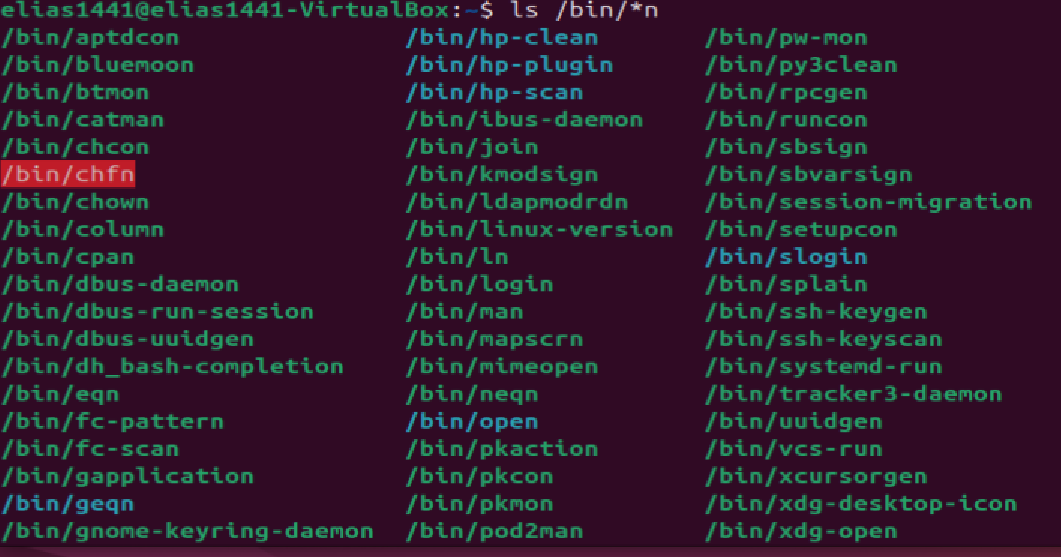 elias1441@elias1441-VirtualBox:~$ ls /bin/*n
/bin/aptdcon /bin/hp-clean /bin/pw-mon
/bin/bluemoon /bin/hp-plugin /bin/py3clean
/bin/btmon /bin/hp-scan /bin/rpcgen
/bin/catman /bin/ibus-daemon /bin/runcon
/bin/chcon /bin/join /bin/sbsign
/bin/chfn /bin/kmodsign /bin/sbvarsign
/bin/chown /bin/ldapmodrdn /bin/session-migration
/bin/column /bin/linux-version /bin/setupcon
/bin/cpan /bin/ln /bin/slogin
/bin/dbus-daemon /bin/login /bin/splain
/bin/dbus-run-session /bin/man /bin/ssh-keygen
/bin/dbus-uuidgen /bin/mapscrn /bin/ssh-keyscan
/bin/dh_bash-completion /bin/mimeopen /bin/systemd-run
/bin/eqn /bin/neqn /bin/tracker3-daemon
/bin/fc-pattern /bin/open /bin/uuidgen
/bin/fc-scan /bin/pkaction /bin/vcs-run
/bin/gapplication /bin/pkcon /bin/xcursorgen
/bin/geqn /bin/pkmon /bin/xdg-desktop-icon
/bin/gnome-keyring-daemon /bin/pod2man /bin/xdg-open